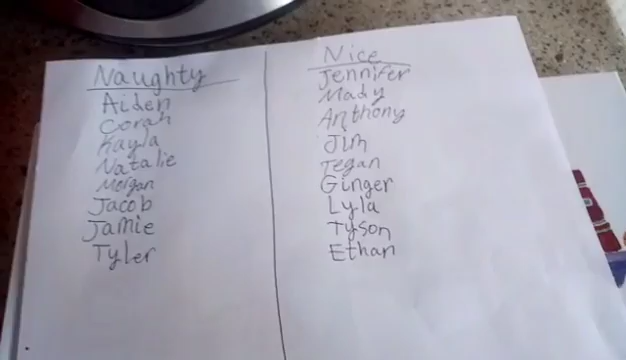 Naughty
Aiden
Corah
Kayla
Natalie
Morgan
Jacob
Jamie
Tyler
Nice
Jennifer
Mady
Anthony
Jim
Tegan
Ginger
Lyla
Tyson
Ethan